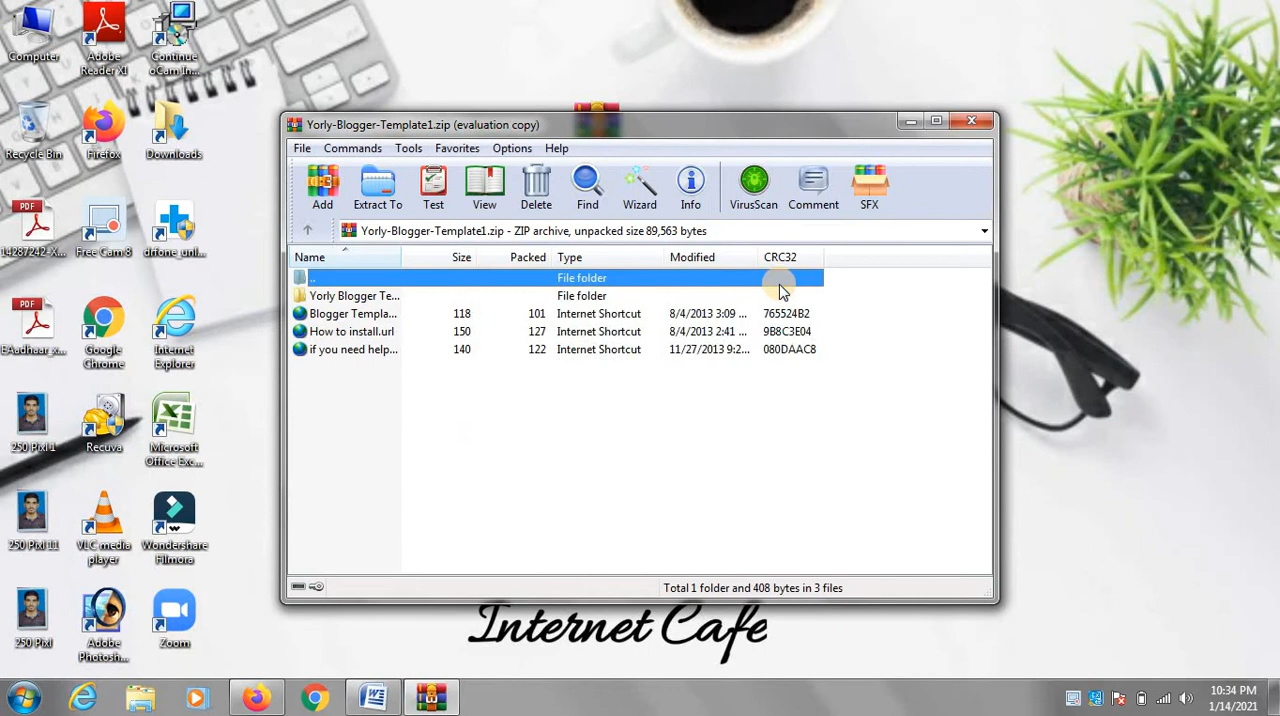 Computer
Adobe
Reader XI
Continue
oCam In...
Recycle Bin
Firefox
Downloads
PDF
14287242-X...
Free Cam 8
drfone_unl...
PDF
EAadhaar_x...
Google
Chrome
Internet
Explorer
250 Pixl 1
Recuva
Microsoft
Office Exc...
250 Pixl 11
VLC media
player
Wondershare
Filmora
250 Pixl
Adobe
Photosh...
Zoom
Yorly-Blogger-Template1.zip (evaluation copy)
File Commands Tools Favorites Options Help
Add Extract To Test View Delete Find Wizard Info VirusScan Comment SFX
Yorly-Blogger-Template1.zip - ZIP archive, unpacked size 89,563 bytes
Name Size Packed Type Modified CRC32
.. File folder
Yorly Blogger Te... File folder
Blogger Templa... 118 101 Internet Shortcut 8/4/2013 3:09 ... 765524B2
How to install.url 150 127 Internet Shortcut 8/4/2013 2:41 ... 9B8C3E04
if you need help... 140 122 Internet Shortcut 11/27/2013 9:2... 080DAAC8
Total 1 folder and 408 bytes in 3 files
Internet Cafe
10:34 PM
1/14/2021